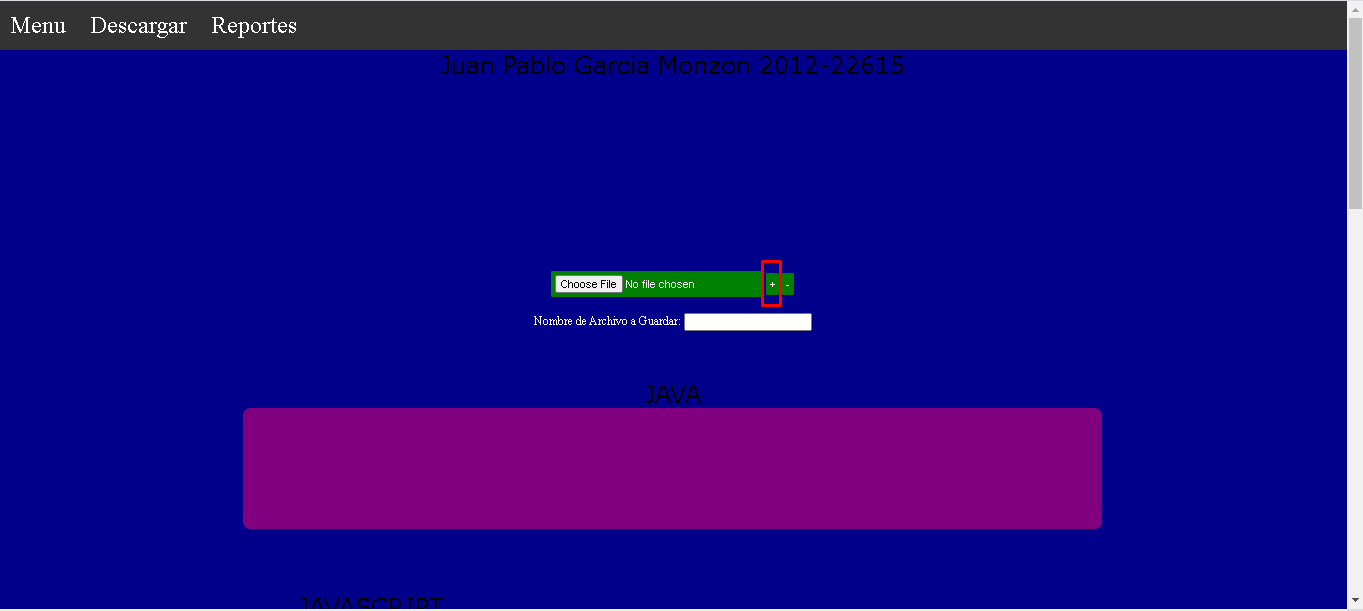 Menu Descargar Reportes
Juan Pablo Garcia Monzon 2012-22615
Choose File No file chosen + -
Nombre de Archivo a Guardar:
JAVA
JAVASCRIPT